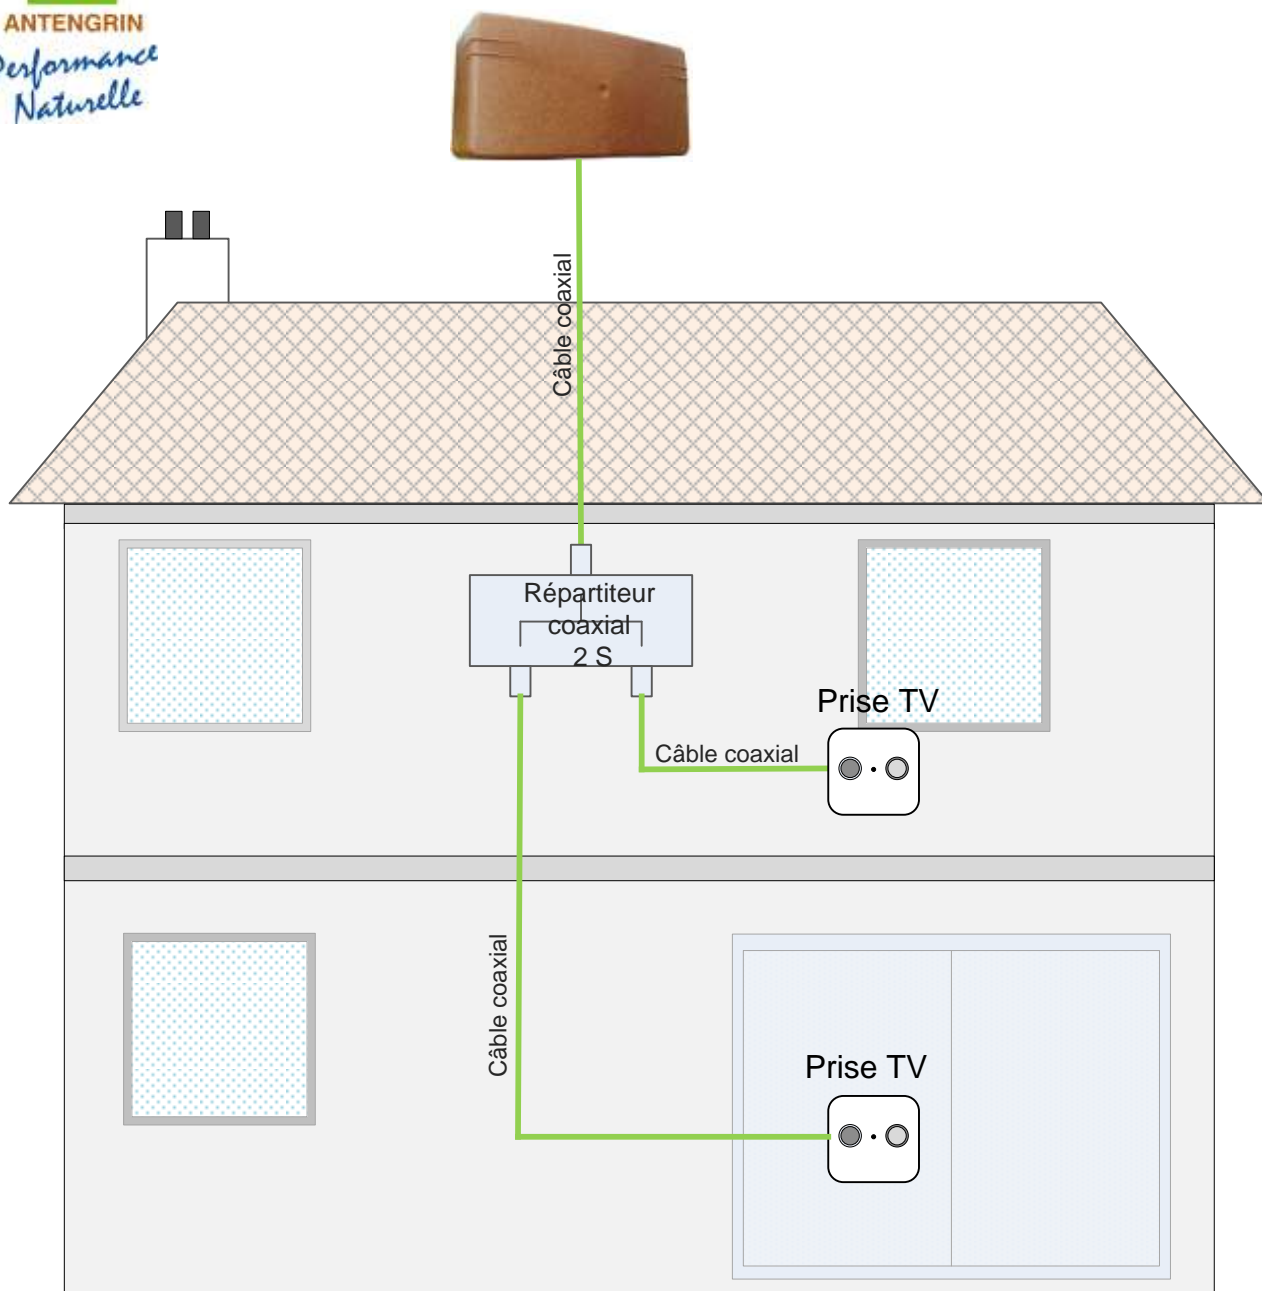 ANTENGRIN
Performance
Naturelle
Câble coaxial
Répartiteur
coaxial
2 S
Prise TV
Câble coaxial
Câble coaxial
Prise TV